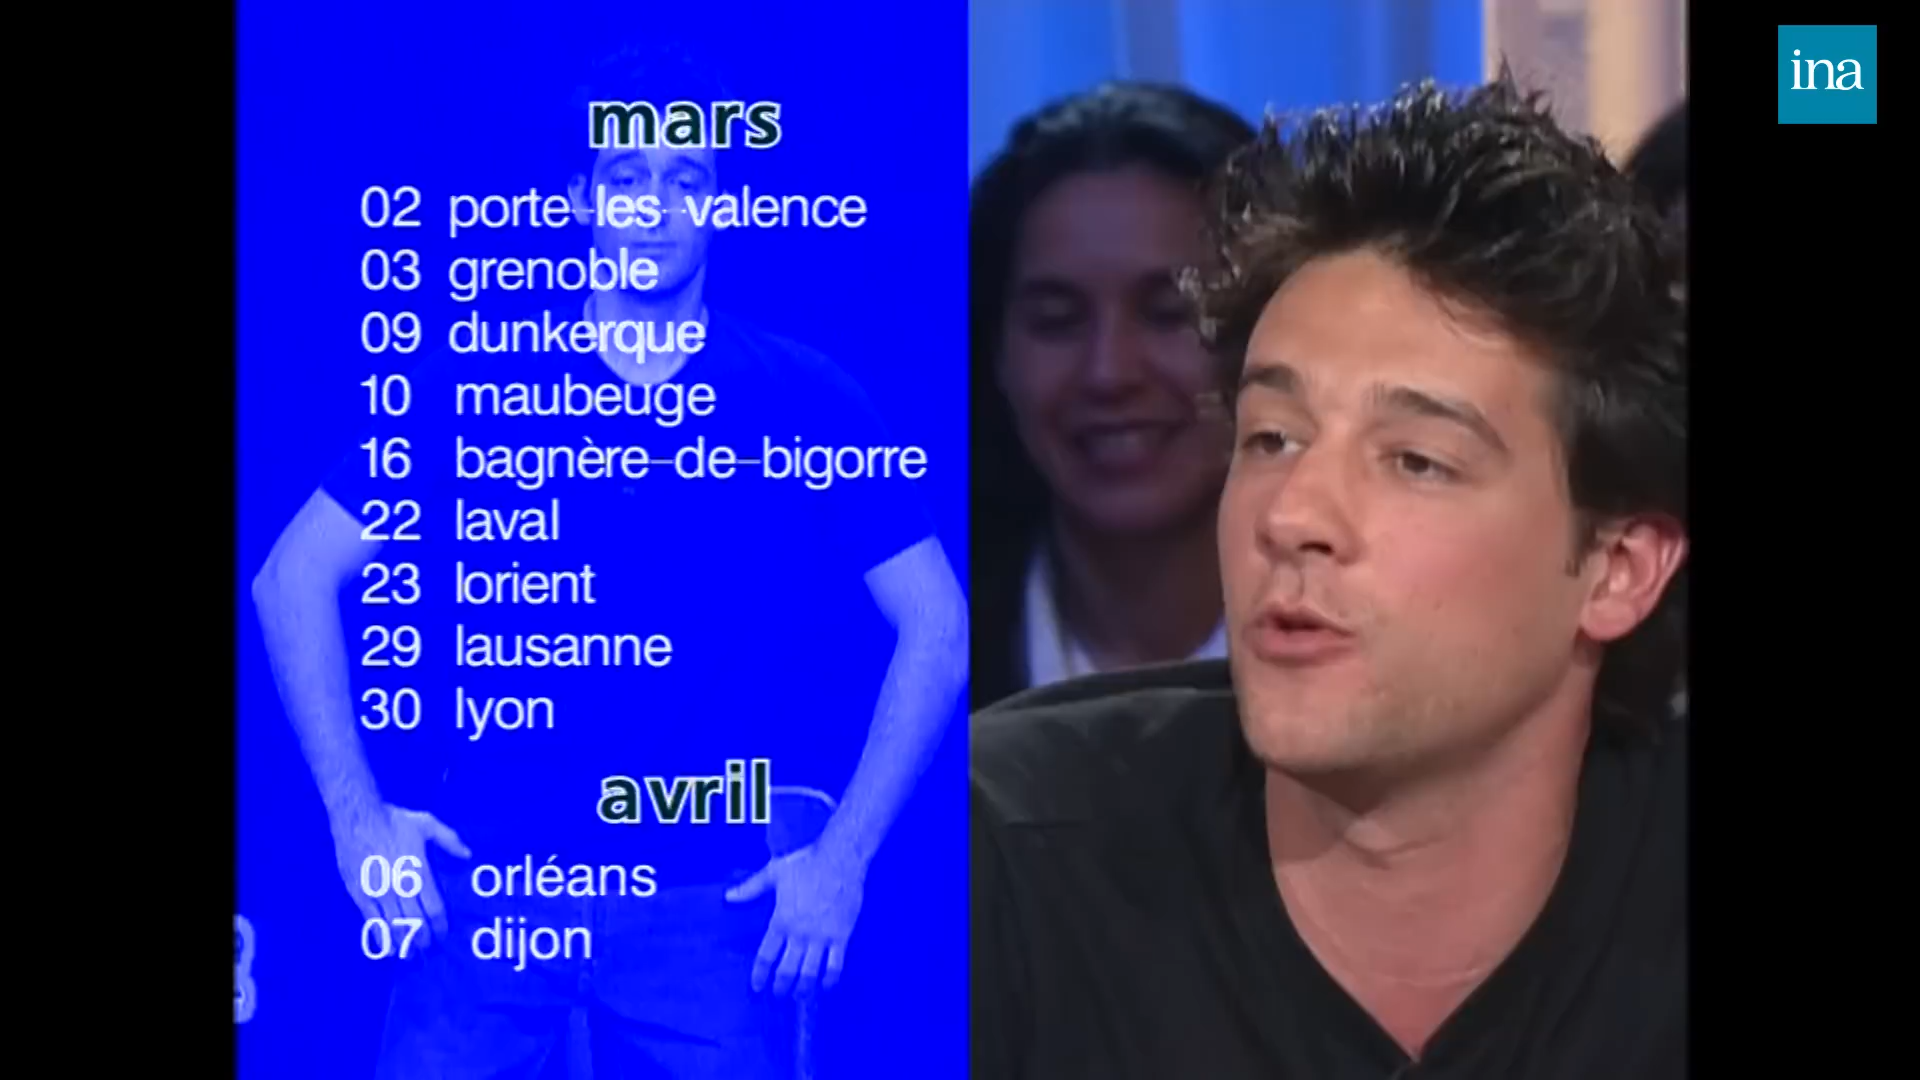 mars
02 porte-les-valence
03 grenoble
09 dunkerque
10 maubeuge
16 bagnère-de-bigorre
22 laval
23 lorient
29 lausanne
30 lyon
avril
06 orléans
07 dijon
ina